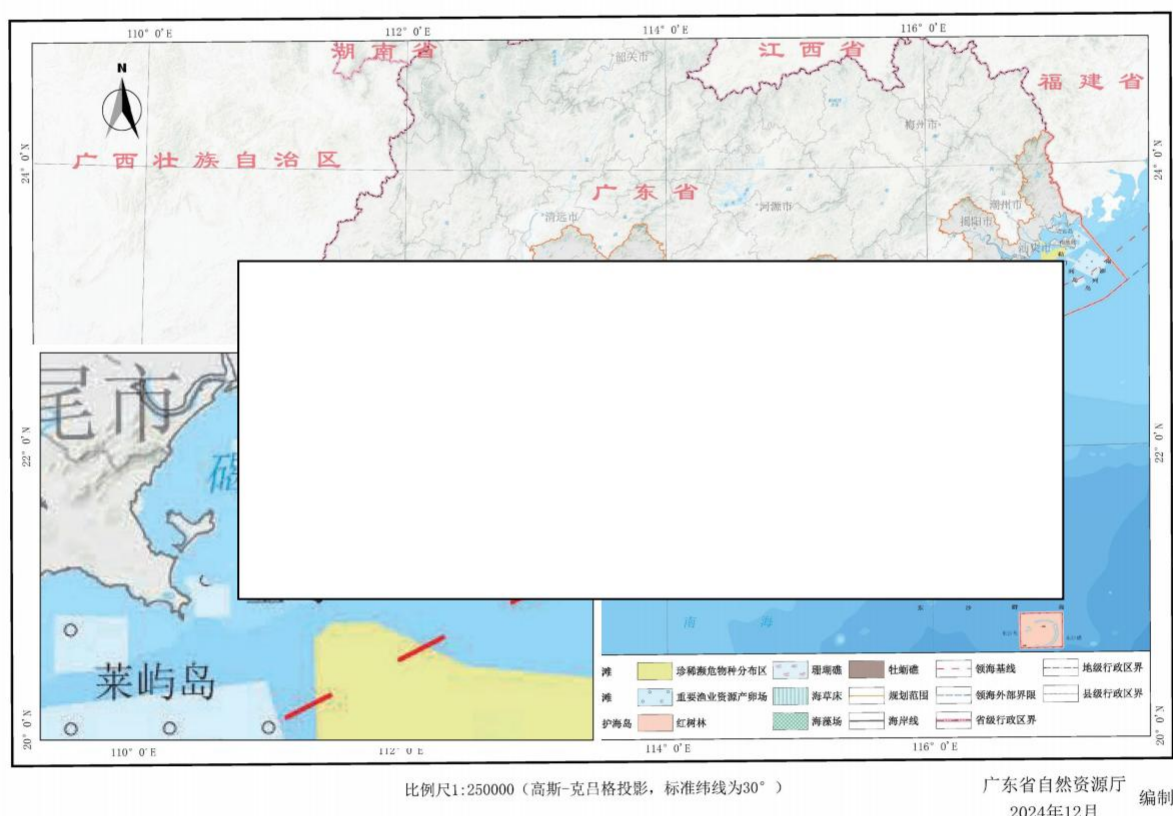 110° 0′E
112° 0′E
114° 0′E
116° 0′E
湖南省
韶关市
江西省
福建省
N
梅州市
广西壮族自治区
24° 0′N
24° 0′N
广东省
清远市
河源市
潮州市
揭阳市
汕头市
尾市
22° 0′N
22° 0′N
莱屿岛
南海
滩
珍稀濒危物种分布区
珊瑚礁
牡蛎礁
领海基线
地级行政区界
滩
重要渔业资源产卵场
海草床
规划范围
领海外部界限
县级行政区界
护海岛
红树林
海藻场
海岸线
省级行政区界
20° 0′N
20° 0′N
110° 0′E
112° 0′E
114° 0′E
116° 0′E
比例尺1:250000（高斯-克吕格投影，标准纬线为30°）
广东省自然资源厅
编制
2024年12月